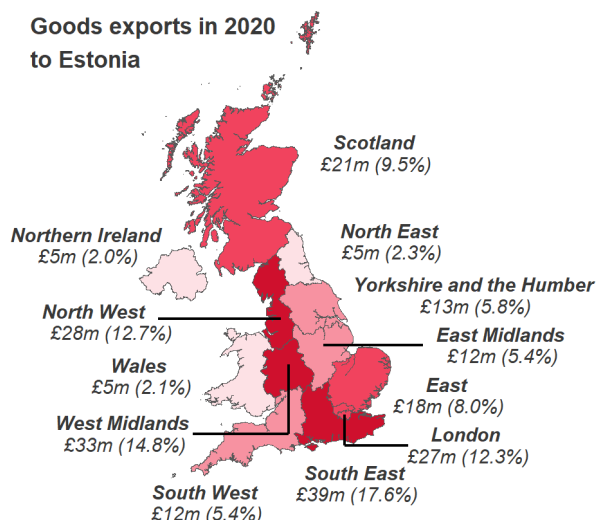 Goods exports in 2020
to Estonia
Scotland
£21m (9.5%)
Northern Ireland
£5m (2.0%)
North East
£5m (2.3%)
Yorkshire and the Humber
£13m (5.8%)
North West
£28m (12.7%)
East Midlands
£12m (5.4%)
Wales
£5m (2.1%)
East
£18m (8.0%)
West Midlands
£33m (14.8%)
London
£27m (12.3%)
South East
£39m (17.6%)
South West
£12m (5.4%)